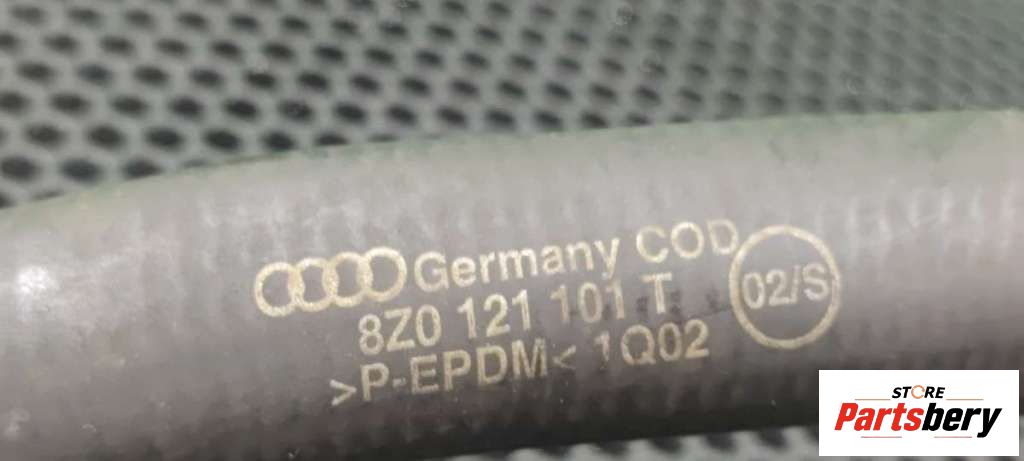 Germany COD
8Z0 121 101 T
02/S
>P-EPDM< 1Q02
STORE
Partsbery